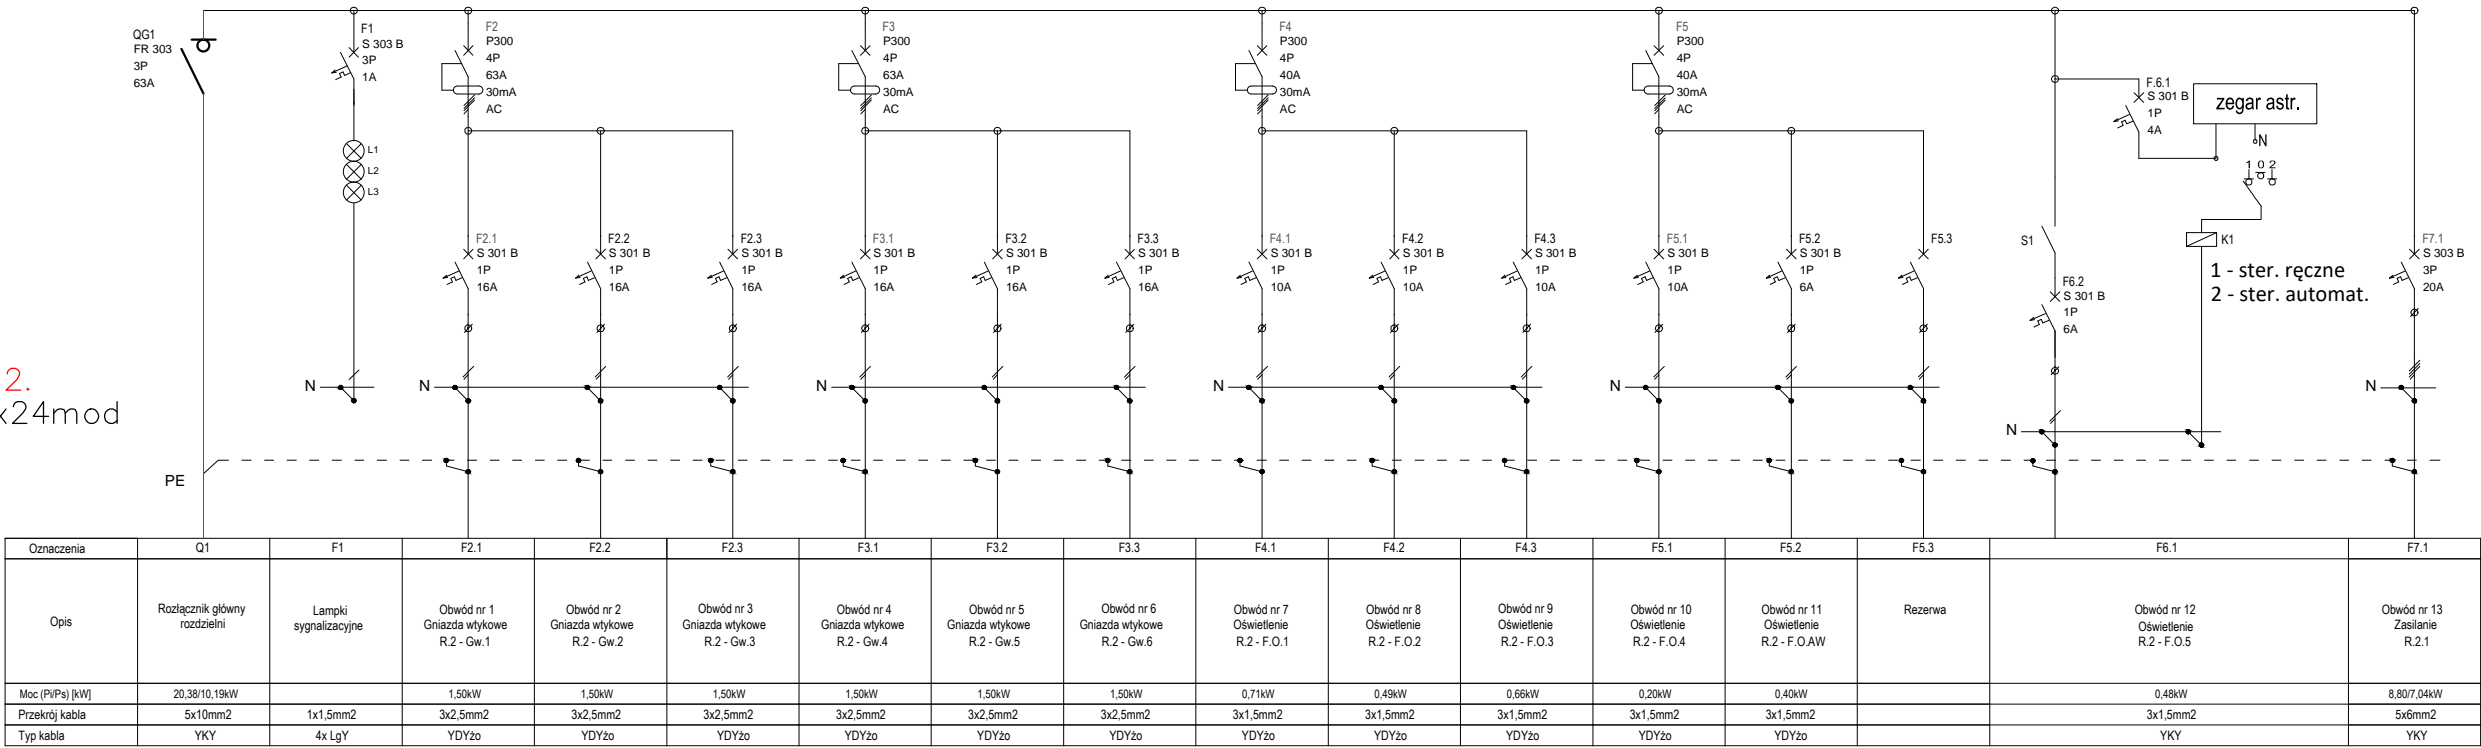 QG1
FR 303
3P
63A
F1
S 303 B
3P
1A
L1
L2
L3
F2
P300
4P
63A
30mA
AC
F3
P300
4P
63A
30mA
AC
F4
P300
4P
40A
30mA
AC
F5
P300
4P
40A
30mA
AC
F.6.1
S 301 B
1P
4A
zegar astr.
N
1 0 2
F2.1
S 301 B
1P
16A
F2.2
S 301 B
1P
16A
F2.3
S 301 B
1P
16A
F3.1
S 301 B
1P
16A
F3.2
S 301 B
1P
16A
F3.3
S 301 B
1P
16A
F4.1
S 301 B
1P
10A
F4.2
S 301 B
1P
10A
F4.3
S 301 B
1P
10A
F5.1
S 301 B
1P
10A
F5.2
S 301 B
1P
6A
F5.3
S1
F6.2
S 301 B
1P
6A
K1
1 - ster. ręczne
2 - ster. automat.
F7.1
S 303 B
3P
20A
2.
x24mod
N
N
N
N
N
N
N
PE
Oznaczenia Q1 F1 F2.1 F2.2 F2.3 F3.1 F3.2 F3.3 F4.1 F4.2 F4.3 F5.1 F5.2 F5.3 F6.1 F7.1
Opis
Rozłącznik główny
rozdzielni
Lampki
sygnalizacyjne
Obwód nr 1
Gniazda wtykowe
R.2 - Gw.1
Obwód nr 2
Gniazda wtykowe
R.2 - Gw.2
Obwód nr 3
Gniazda wtykowe
R.2 - Gw.3
Obwód nr 4
Gniazda wtykowe
R.2 - Gw.4
Obwód nr 5
Gniazda wtykowe
R.2 - Gw.5
Obwód nr 6
Gniazda wtykowe
R.2 - Gw.6
Obwód nr 7
Oświetlenie
R.2 - F.O.1
Obwód nr 8
Oświetlenie
R.2 - F.O.2
Obwód nr 9
Oświetlenie
R.2 - F.O.3
Obwód nr 10
Oświetlenie
R.2 - F.O.4
Obwód nr 11
Oświetlenie
R.2 - F.O.AW
Rezerwa
Obwód nr 12
Oświetlenie
R.2 - F.O.5
Obwód nr 13
Zasilanie
R.2.1
Moc (Pi/Ps) [kW] 20,38/10,19kW 1,50kW 1,50kW 1,50kW 1,50kW 1,50kW 1,50kW 0,71kW 0,49kW 0,66kW 0,20kW 0,40kW 0,48kW 8,80/7,04kW
Przekrój kabla 5x10mm2 1x1,5mm2 3x2,5mm2 3x2,5mm2 3x2,5mm2 3x2,5mm2 3x2,5mm2 3x2,5mm2 3x1,5mm2 3x1,5mm2 3x1,5mm2 3x1,5mm2 3x1,5mm2 3x1,5mm2 5x6mm2
Typ kabla YKY 4x LgY YDYżo YDYżo YDYżo YDYżo YDYżo YDYżo YDYżo YDYżo YDYżo YDYżo YDYżo YKY YKY